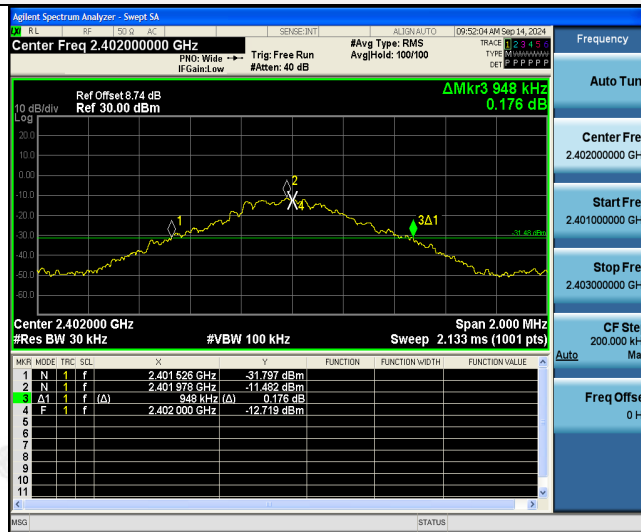 Agilent Spectrum Analyzer - Swept SA
LXI RL RF 50 Ω AC SENSE:INT ALIGN AUTO 09:52:04 AM Sep 14, 2024
Center Freq 2.402000000 GHz
PNO: Wide
IFGain:Low
Trig: Free Run
#Atten: 40 dB
#Avg Type: RMS
Avg|Hold: 100/100
TRACE 1 2 3 4 5 6
TYPE M
DET P P P P P P
Ref Offset 8.74 dB
Ref 30.00 dBm
10 dB/div
Log
ΔMkr3 948 kHz
0.176 dB
20.0
10.0
0.00
-10.0
-20.0
-30.0
-40.0
-50.0
-60.0
1
2
4
3Δ1
-31.48 dBm
Center 2.402000 GHz
#Res BW 30 kHz
#VBW 100 kHz
Span 2.000 MHz
Sweep 2.133 ms (1001 pts)
MKR MODE TRC SCL X Y FUNCTION FUNCTION WIDTH FUNCTION VALUE
1 N 1 f 2.401 526 GHz -31.797 dBm
2 N 1 f 2.401 978 GHz -11.482 dBm
3 Δ1 1 f (Δ) 948 kHz (Δ) 0.176 dB
4 F 1 f 2.402 000 GHz -12.719 dBm
5
6
7
8
9
10
11
MSG STATUS
Frequency
Auto Tun
Center Fre
2.402000000 GH
Start Fre
2.401000000 GH
Stop Fre
2.403000000 GH
CF Ste
200.000 kH
Auto Ma
Freq Offse
0 H